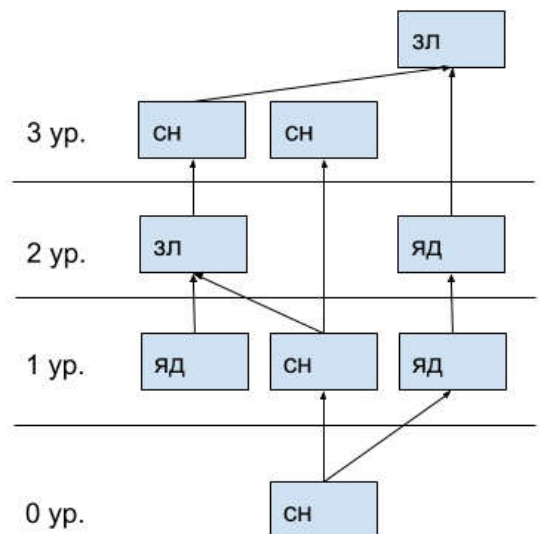 зл
3 ур. сн сн
2 ур. зл яд
1 ур. яд сн яд
0 ур. сн